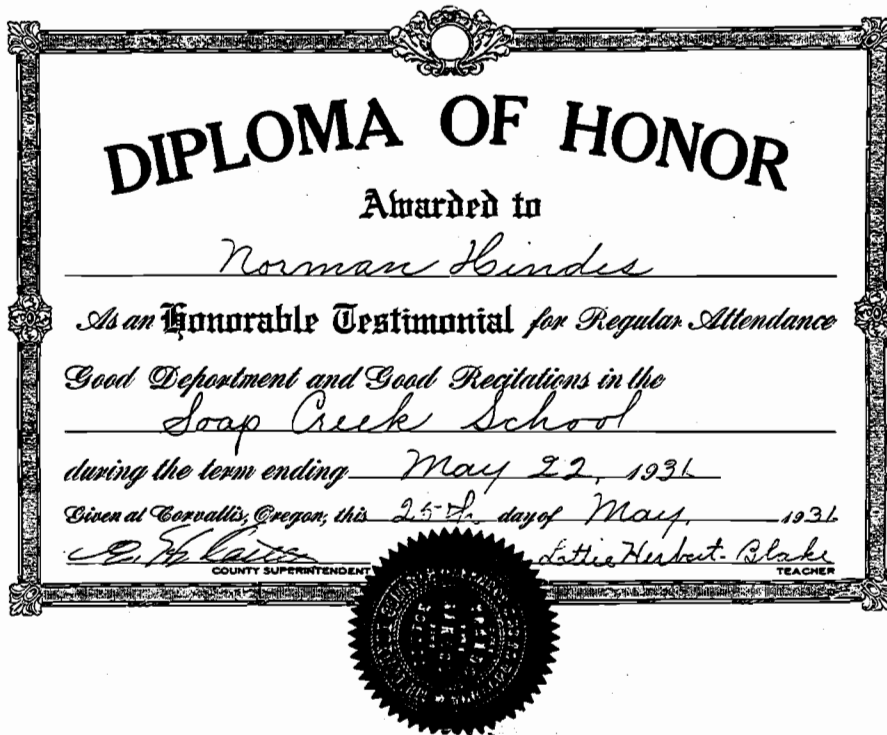 DIPLOMA OF HONOR
Awarded to
Norman Hindes
As an Honorable Testimonial for Regular Attendance
Good Deportment and Good Recitations in the
Soap Creek School
during the term ending May 22, 1931
Given at Corvallis, Oregon, this 25th day of May, 1931
E. H. Lottie Herbert-Blake
COUNTY SUPERINTENDENT TEACHER